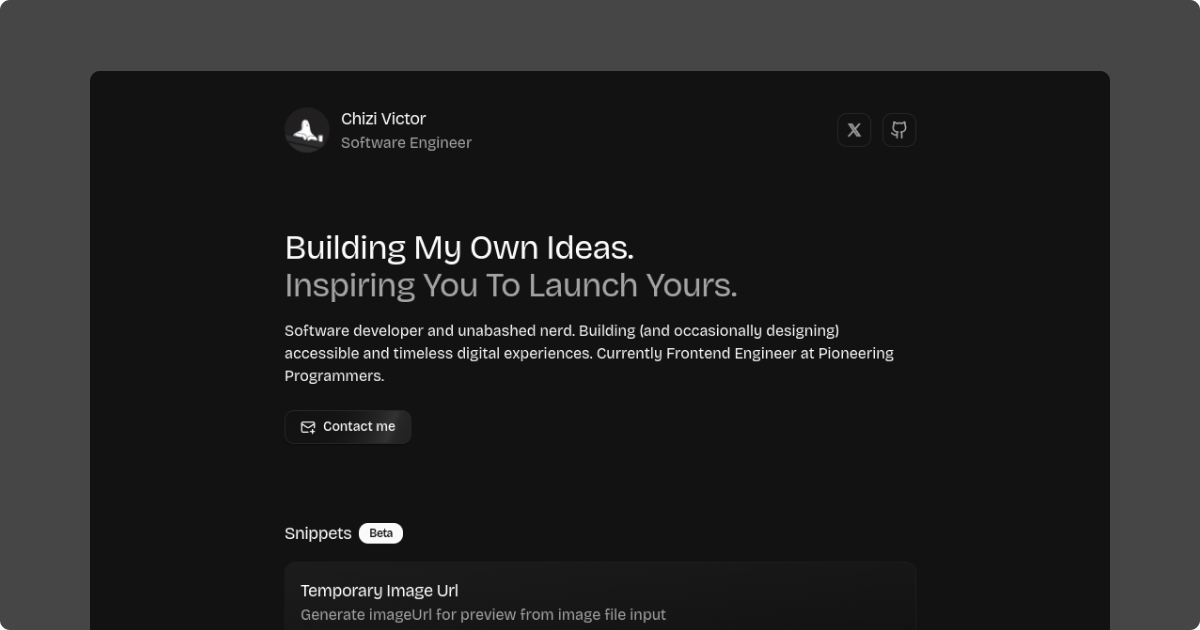 Chizi Victor
Software Engineer
Building My Own Ideas.
Inspiring You To Launch Yours.
Software developer and unabashed nerd. Building (and occasionally designing)
accessible and timeless digital experiences. Currently Frontend Engineer at Pioneering
Programmers.
Contact me
Snippets Beta
Temporary Image Url
Generate imageUrl for preview from image file input